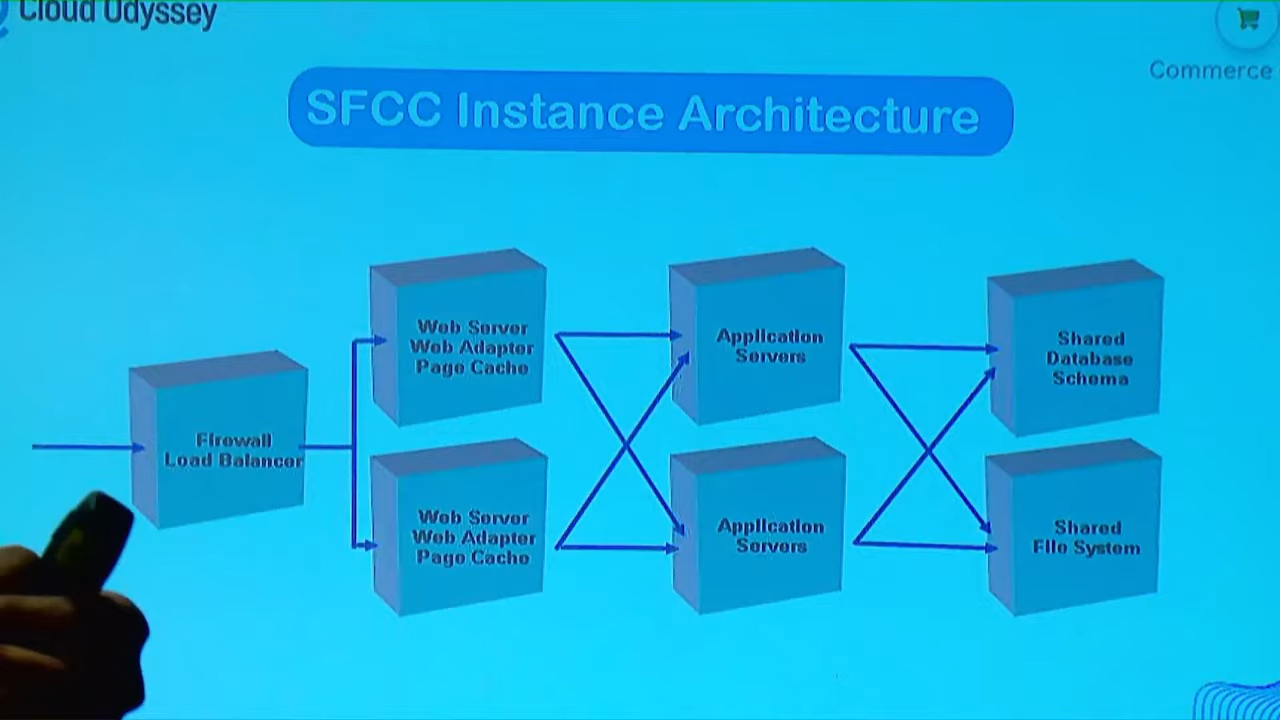 Cloud Odyssey
Commerce
SFCC Instance Architecture
Web Server
Web Adapter
Page Cache
Application
Servers
Shared
Database
Schema
Firewall
Load Balancer
Web Server
Web Adapter
Page Cache
Application
Servers
Shared
File System